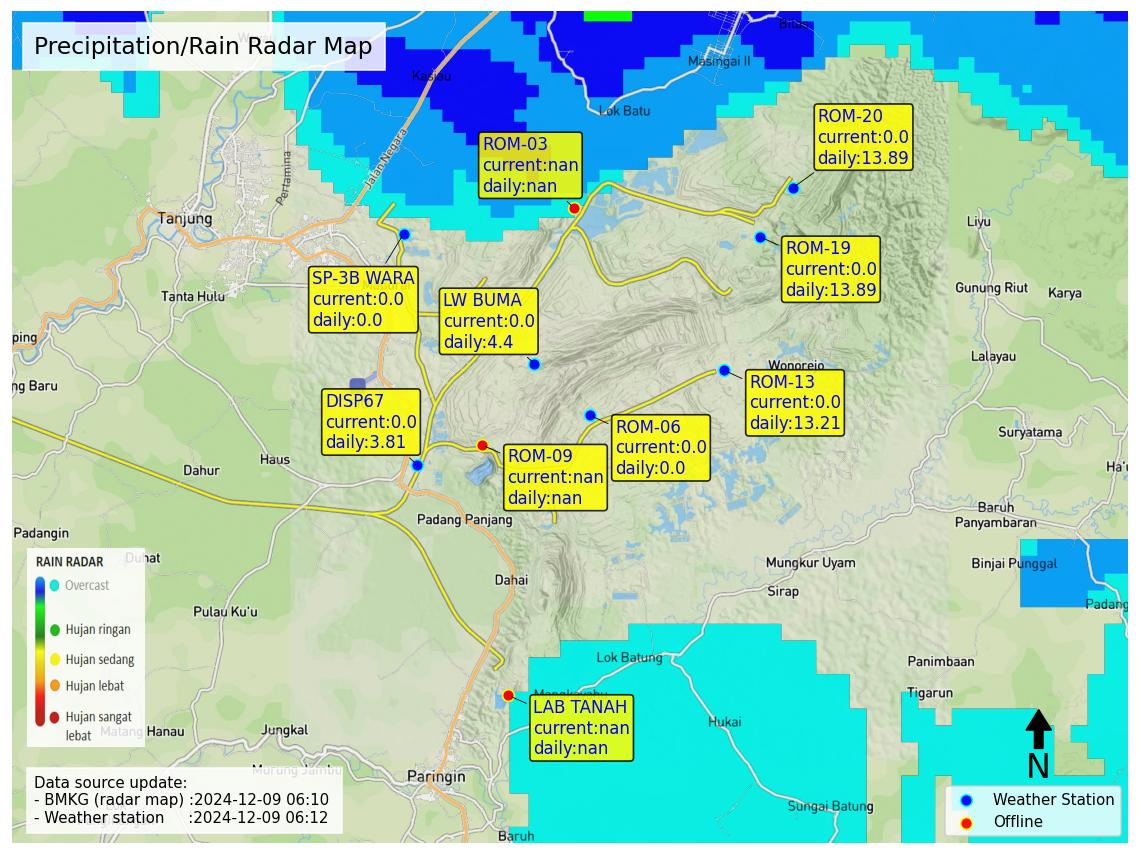 Precipitation/Rain Radar Map
Bilas
Masingai II
Kasiau
Lok Batu
ROM-20
current:0.0
daily:13.89
ROM-03
current:nan
daily:nan
Jalan Negara
Pertamina
Tanjung
Liyu
ROM-19
current:0.0
daily:13.89
SP-3B WARA
current:0.0
daily:0.0
LW BUMA
current:0.0
daily:4.4
Tanta Hulu
Gunung Riut
Karya
ping
Lalayau
Wonorejo
ng Baru
ROM-13
current:0.0
daily:13.21
DISP67
current:0.0
daily:3.81
ROM-06
current:0.0
daily:0.0
Suryatama
ROM-09
current:nan
daily:nan
Haus
Dahur
Ha'u
Baruh
Panyambaran
Padang Panjang
Padangin
Duhat
Mungkur Uyam
Binjai Punggal
Dahai
Sirap
Padang
Pulau Ku'u
RAIN RADAR
Overcast
Hujan ringan
Hujan sedang
Hujan lebat
Hujan sangat
lebat
Lok Batung
Panimbaan
Tigarun
Mangkayahu
LAB TANAH
current:nan
daily:nan
Hukai
Matang Hanau
Jungkal
Murung Jambu
Paringin
Sungai Batung
Baruh
N
Data source update:
- BMKG (radar map) :2024-12-09 06:10
- Weather station :2024-12-09 06:12
Weather Station
Offline